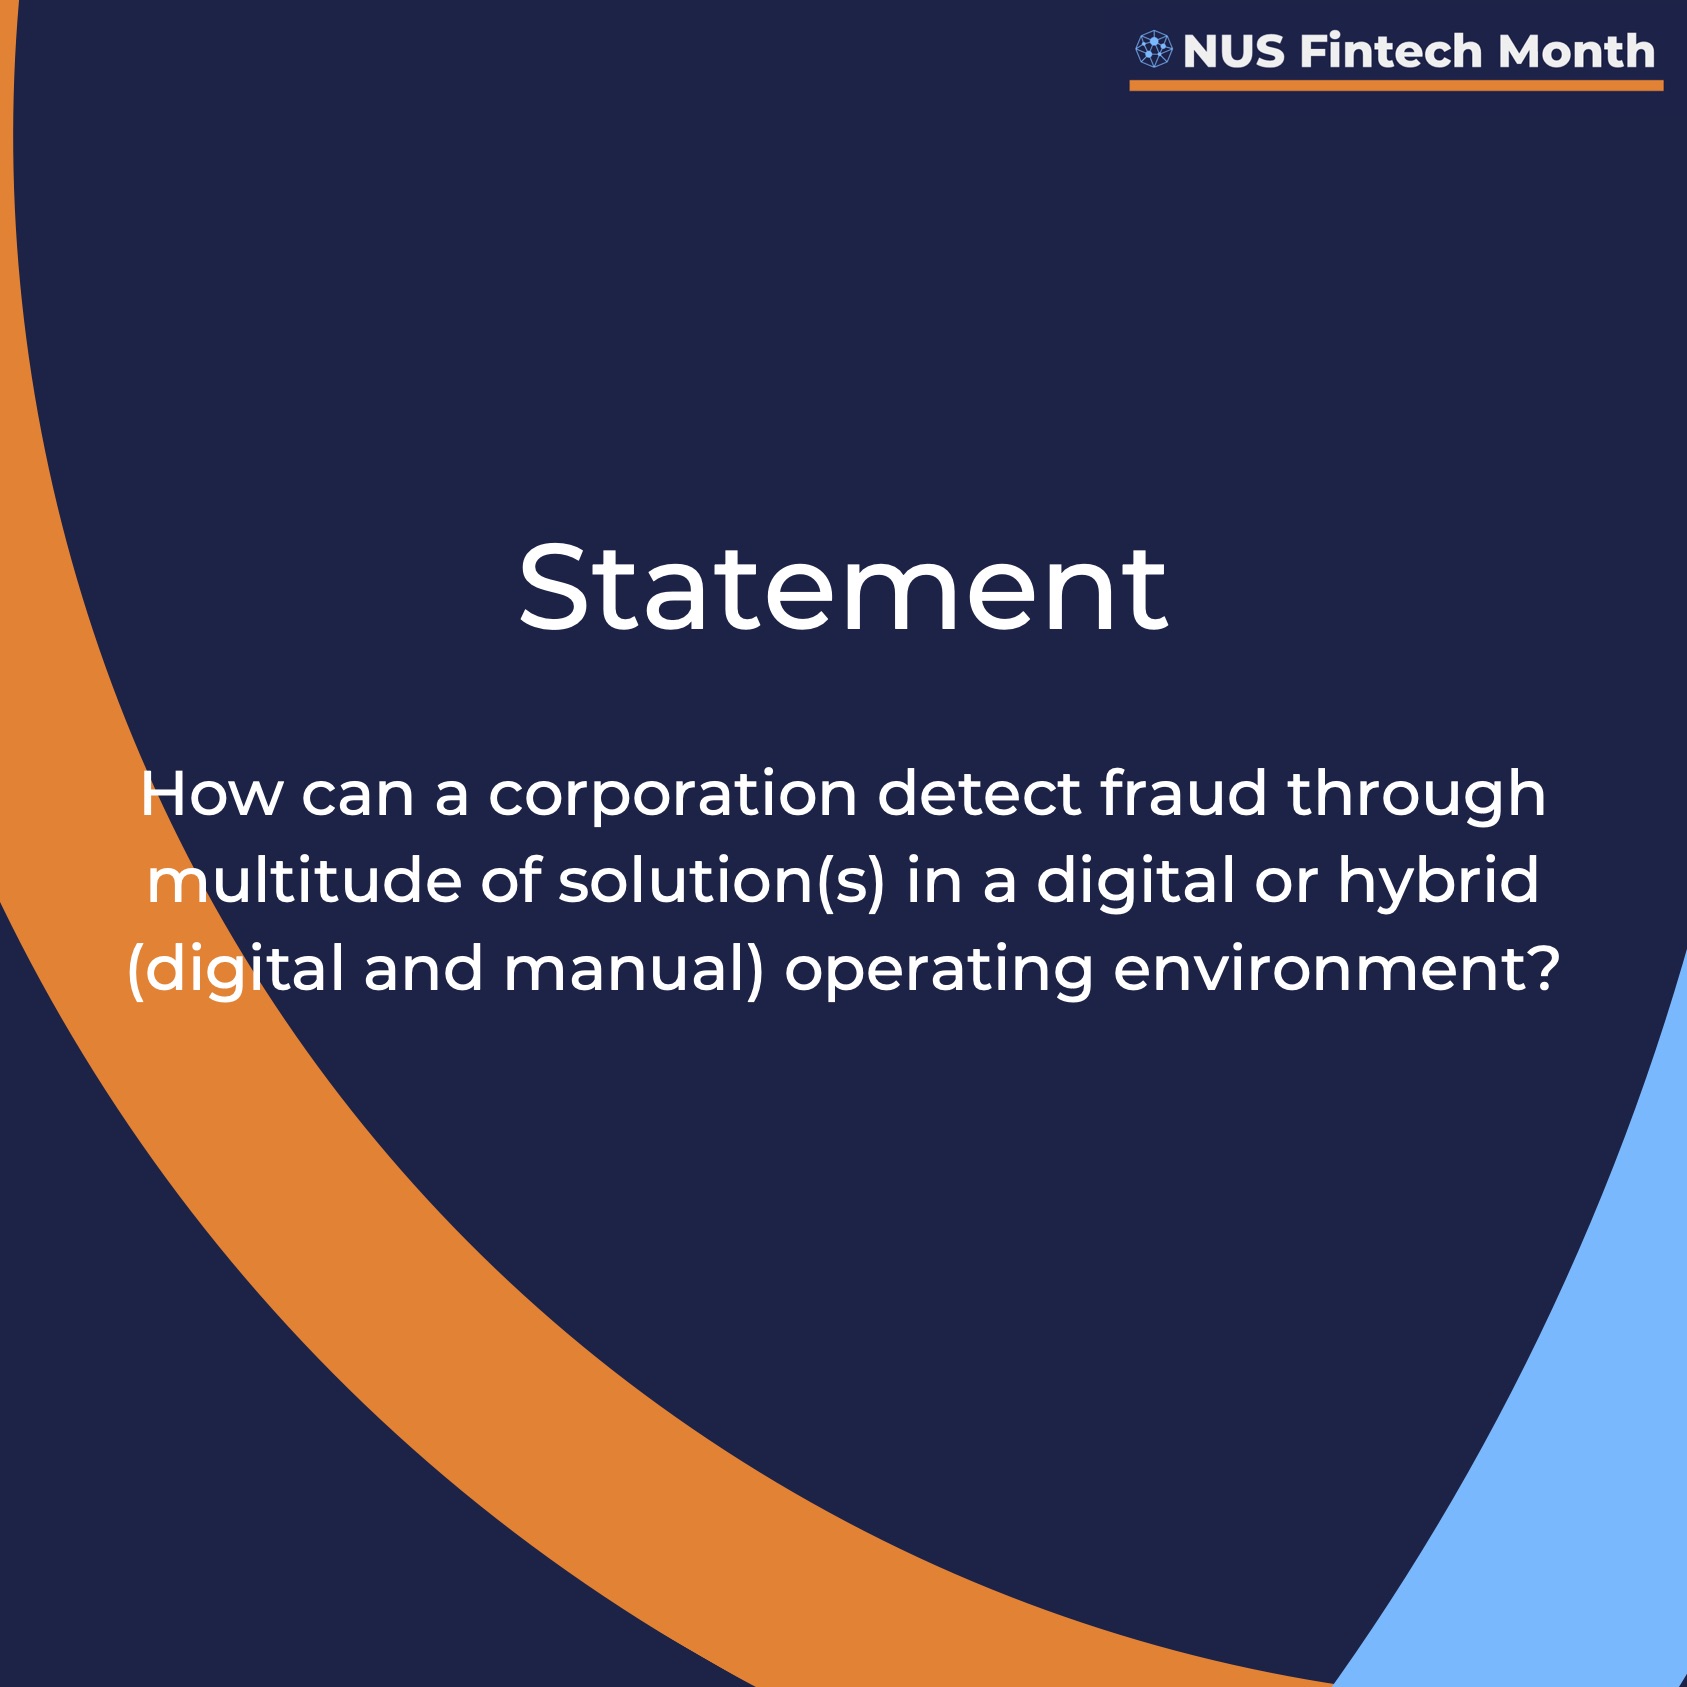 NUS Fintech Month
Statement
How can a corporation detect fraud through
multitude of solution(s) in a digital or hybrid
(digital and manual) operating environment?